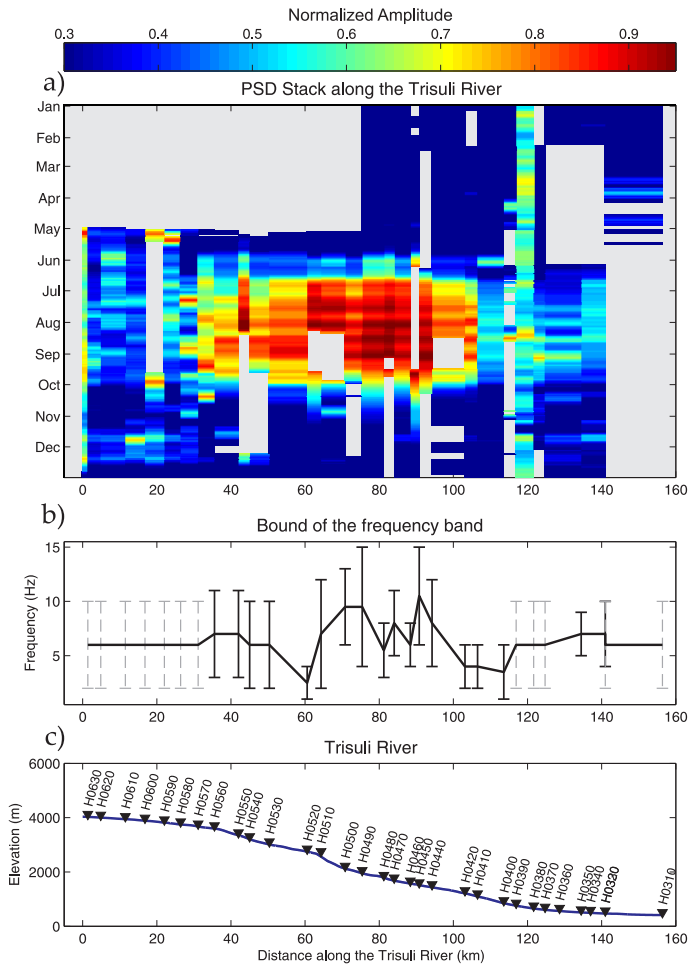 Normalized Amplitude
0.3 0.4 0.5 0.6 0.7 0.8 0.9
a)
PSD Stack along the Trisuli River
Jan
Feb
Mar
Apr
May
Jun
Jul
Aug
Sep
Oct
Nov
Dec
0 20 40 60 80 100 120 140 160
b)
Bound of the frequency band
Frequency (Hz)
15
10
5
0 20 40 60 80 100 120 140 160
c)
Trisuli River
Elevation (m)
6000
4000
2000
0
H0630 H0620 H0610 H0600 H0590 H0580 H0570 H0560 H0550 H0540 H0530 H0520 H0510 H0500 H0490 H0480 H0470 H0460 H0450 H0440 H0420 H0410 H0400 H0390 H0380 H0370 H0360 H0350 H0340 H0320 H0310
0 20 40 60 80 100 120 140 160
Distance along the Trisuli River (km)